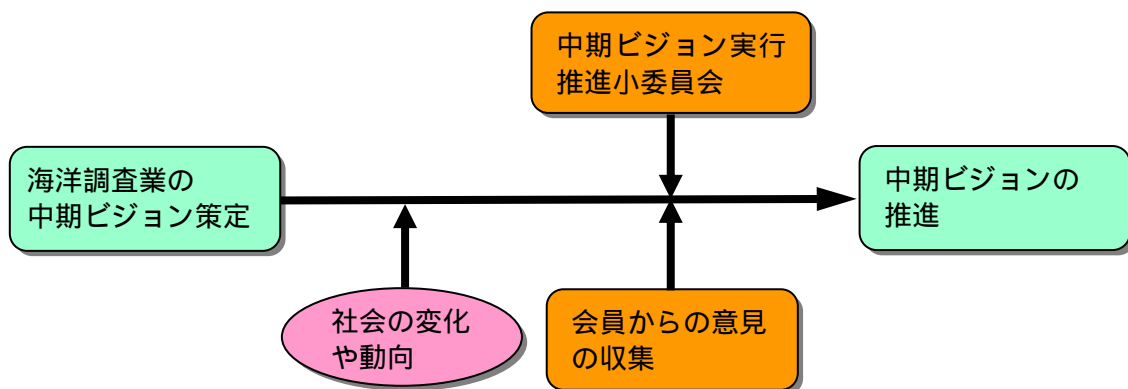 中期ビジョン実行
推進小委員会
海洋調査業の
中期ビジョン策定
中期ビジョンの
推進
社会の変化
や動向
会員からの意見
の収集